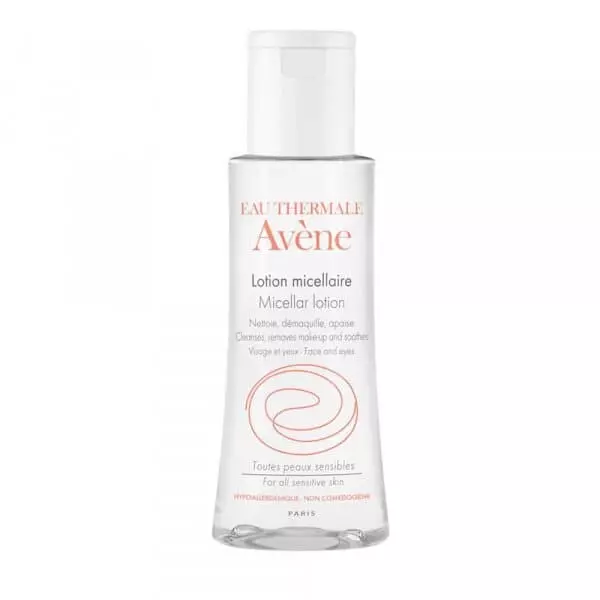 EAU THERMALE
Avène
Lotion micellaire
Micellar lotion
Nettoie, démaquille, apaise
Cleanses, removes make-up and soothes
Visage et yeux - Face and eyes
Toutes peaux sensibles
For all sensitive skin
HYPOALLERGÉNIQUE - NON COMÉDOGÈNE
PARIS